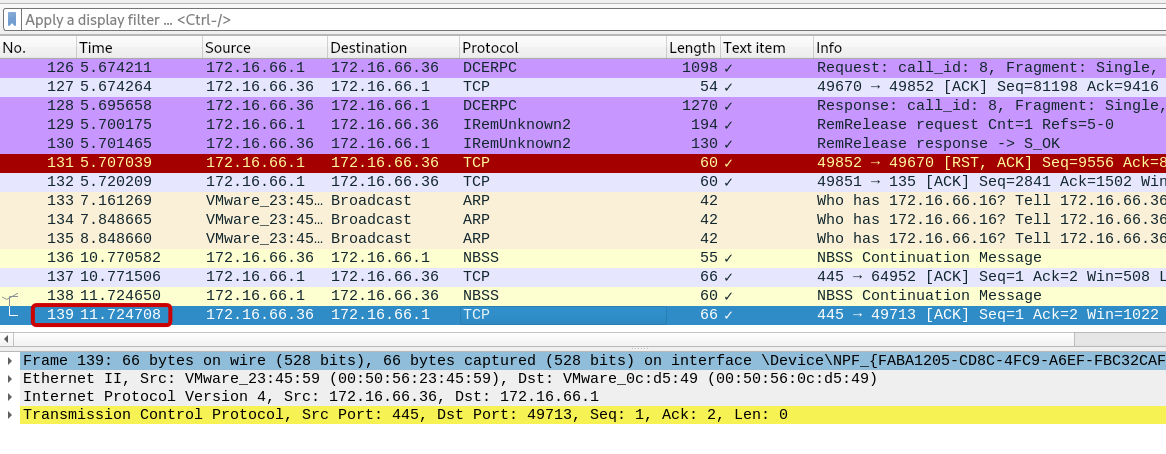 Apply a display filter ... <Ctrl-/>
No. Time Source Destination Protocol Length Text item Info
126 5.674211 172.16.66.1 172.16.66.36 DCERPC 1098 ✓ Request: call_id: 8, Fragment: Single,
127 5.674264 172.16.66.36 172.16.66.1 TCP 54 ✓ 49670 → 49852 [ACK] Seq=81198 Ack=9416
128 5.695658 172.16.66.36 172.16.66.1 DCERPC 1270 ✓ Response: call_id: 8, Fragment: Single,
129 5.700175 172.16.66.1 172.16.66.36 IRemUnknown2 194 ✓ RemRelease request Cnt=1 Refs=5-0
130 5.701465 172.16.66.36 172.16.66.1 IRemUnknown2 130 ✓ RemRelease response -> S_OK
131 5.707039 172.16.66.1 172.16.66.36 TCP 60 ✓ 49852 → 49670 [RST, ACK] Seq=9556 Ack=8
132 5.720209 172.16.66.1 172.16.66.36 TCP 60 ✓ 49851 → 135 [ACK] Seq=2841 Ack=1502 Win
133 7.161269 VMware_23:45… Broadcast ARP 42 Who has 172.16.66.16? Tell 172.16.66.36
134 7.848665 VMware_23:45… Broadcast ARP 42 Who has 172.16.66.16? Tell 172.16.66.36
135 8.848660 VMware_23:45… Broadcast ARP 42 Who has 172.16.66.16? Tell 172.16.66.36
136 10.770582 172.16.66.36 172.16.66.1 NBSS 55 ✓ NBSS Continuation Message
137 10.771506 172.16.66.1 172.16.66.36 TCP 66 ✓ 445 → 64952 [ACK] Seq=1 Ack=2 Win=508 L
138 11.724650 172.16.66.1 172.16.66.36 NBSS 60 ✓ NBSS Continuation Message
139 11.724708 172.16.66.36 172.16.66.1 TCP 66 ✓ 445 → 49713 [ACK] Seq=1 Ack=2 Win=1022
Frame 139: 66 bytes on wire (528 bits), 66 bytes captured (528 bits) on interface \Device\NPF_{FABA1205-CD8C-4FC9-A6EF-FBC32CAF
Ethernet II, Src: VMware_23:45:59 (00:50:56:23:45:59), Dst: VMware_0c:d5:49 (00:50:56:0c:d5:49)
Internet Protocol Version 4, Src: 172.16.66.36, Dst: 172.16.66.1
Transmission Control Protocol, Src Port: 445, Dst Port: 49713, Seq: 1, Ack: 2, Len: 0